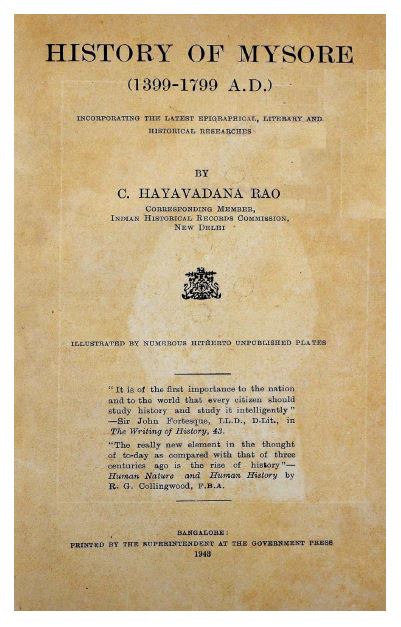 HISTORY OF MYSORE
(1399-1799 A.D.)
INCORPORATING THE LATEST EPIGRAPHICAL, LITERARY AND
HISTORICAL RESEARCHES
BY
C. HAYAVADANA RAO
CORRESPONDING MEMBER,
INDIAN HISTORICAL RECORDS COMMISSION,
NEW DELHI
ILLUSTRATED BY NUMEROUS HITHERTO UNPUBLISHED PLATES
"It is of the first importance to the nation
and to the world that every citizen should
study history and study it intelligently"
—Sir John Fortesque, LL.D., D-Lit., in
The Writing of History, 43.
"The really new element in the thought
of to-day as compared with that of three
centuries ago is the rise of history"—
Human Nature and Human History by
R. G. Collingwood, F.B.A.
BANGALORE:
PRINTED BY THE SUPERINTENDENT AT THE GOVERNMENT PRESS
1943